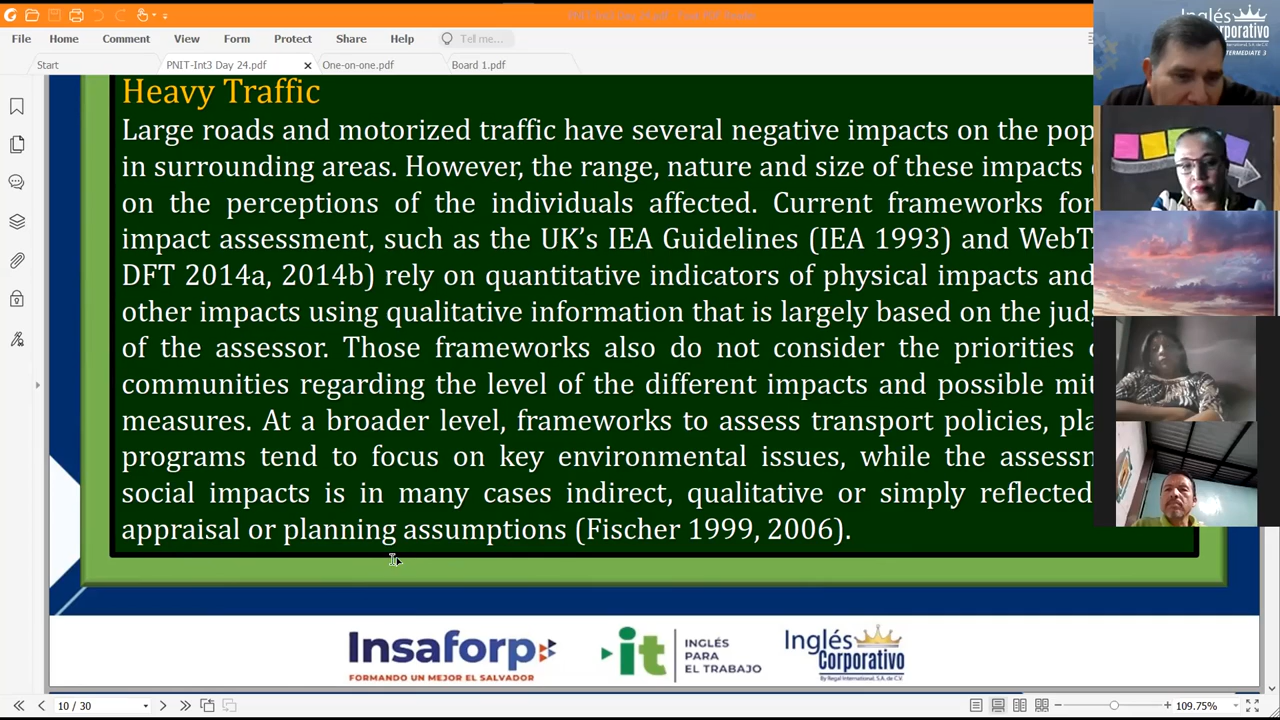 File Home Comment View Form Protect Share Help Tell me...
Start PNIT-Int3 Day 24.pdf One-on-one.pdf Board 1.pdf
Inglés
Corporativo
INTERMEDIATE 3
Heavy Traffic
Large roads and motorized traffic have several negative impacts on the pop
in surrounding areas. However, the range, nature and size of these impacts
on the perceptions of the individuals affected. Current frameworks for
impact assessment, such as the UK’s IEA Guidelines (IEA 1993) and WebT
DFT 2014a, 2014b) rely on quantitative indicators of physical impacts and
other impacts using qualitative information that is largely based on the jud
of the assessor. Those frameworks also do not consider the priorities
communities regarding the level of the different impacts and possible mit
measures. At a broader level, frameworks to assess transport policies, pla
programs tend to focus on key environmental issues, while the assessm
social impacts is in many cases indirect, qualitative or simply reflected
appraisal or planning assumptions (Fischer 1999, 2006).
Insaforp
FORMANDO UN MEJOR EL SALVADOR
it
INGLÉS
PARA
EL TRABAJO
Inglés
Corporativo
By Regal International, S.A. de C.V.
10 / 30
109.75%